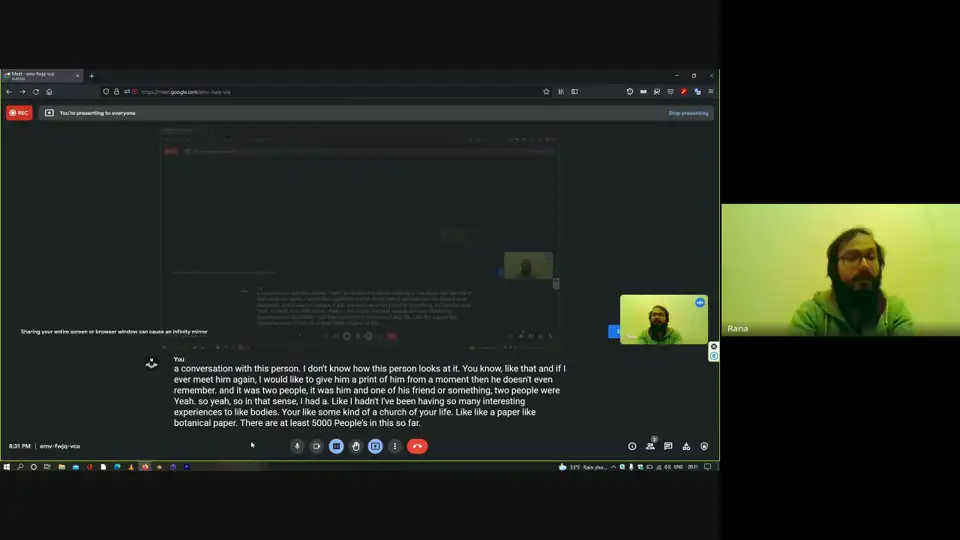 Meet - emv-fwjq-vca
https://meet.google.com/emv-fwjq-vca
REC
You're presenting to everyone
Stop presenting
Sharing your entire screen or browser window can cause an infinity mirror
You
a conversation with this person. I don't know how this person looks at it. You know, like that and if I
ever meet him again, I would like to give him a print of him from a moment then he doesn't even
remember. and it was two people, it was him and one of his friend or something, two people were
Yeah. so yeah, so in that sense, I had a. Like I hadn't I've been having so many interesting
experiences to like bodies. Your like some kind of a church of your life. Like like a paper like
botanical paper. There are at least 5000 People's in this so far.
Rana
8:31 PM | emv-fwjq-vca
2
33°F Rain sho...
ENG
20:31